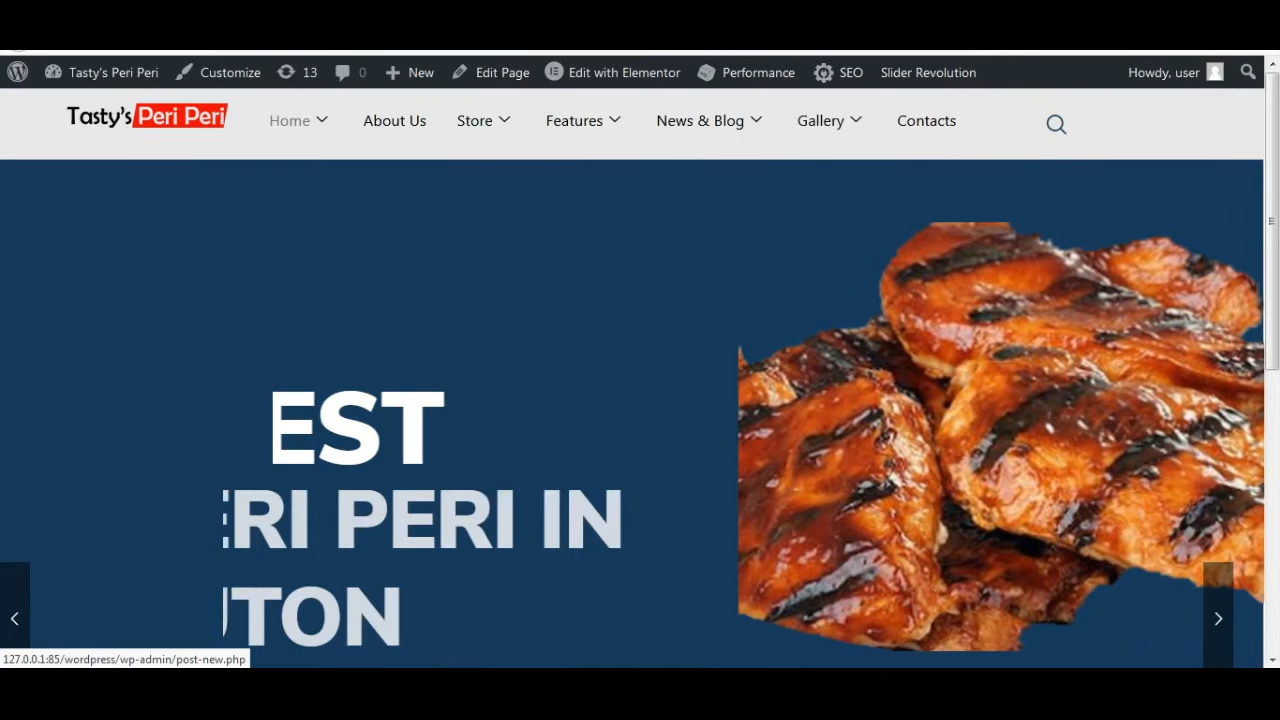 Tasty's Peri Peri Customize 13 0 New Edit Page Edit with Elementor Performance SEO Slider Revolution Howdy, user
Tasty's Peri Peri Home About Us Store Features News & Blog Gallery Contacts
EST
ERI PERI IN
UTON
127.0.0.1:85/wordpress/wp-admin/post-new.php